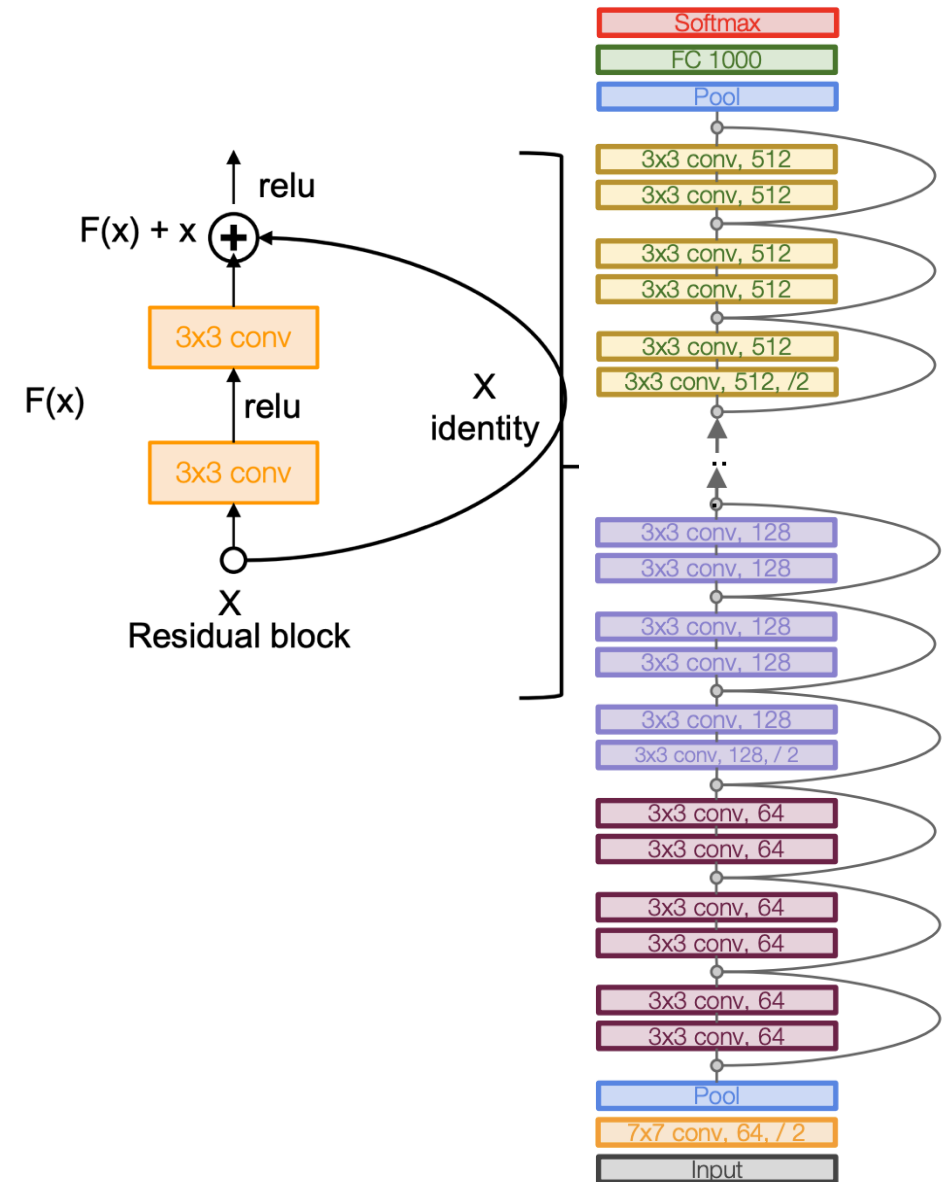 relu
F(x) + x
3x3 conv
F(x)
relu
X
identity
3x3 conv
X
Residual block
Softmax
FC 1000
Pool
3x3 conv, 512
3x3 conv, 512
3x3 conv, 512
3x3 conv, 512
3x3 conv, 512
3x3 conv, 512, /2
..
3x3 conv, 128
3x3 conv, 128
3x3 conv, 128
3x3 conv, 128
3x3 conv, 128
3x3 conv, 128, / 2
3x3 conv, 64
3x3 conv, 64
3x3 conv, 64
3x3 conv, 64
3x3 conv, 64
3x3 conv, 64
Pool
7x7 conv, 64, / 2
Input